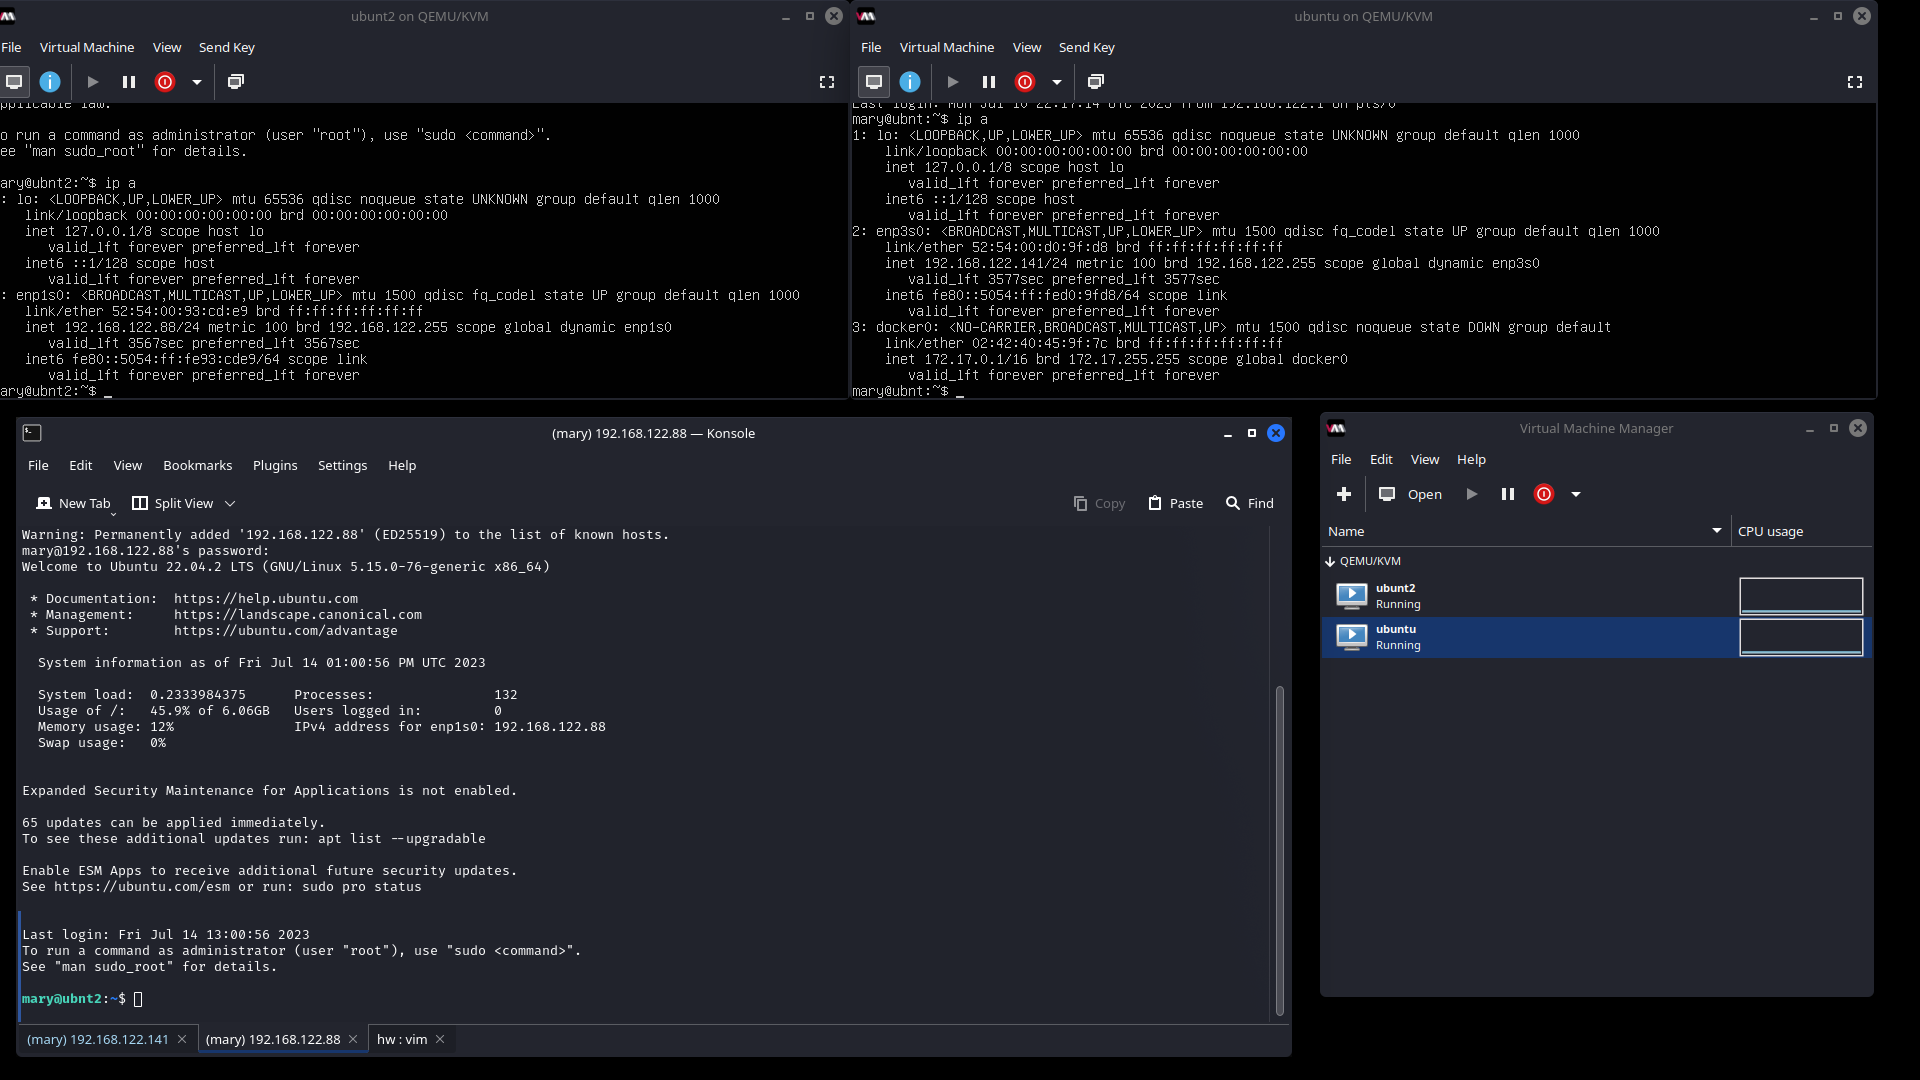 ubunt2 on QEMU/KVM
File Virtual Machine View Send Key
pplicable law.
o run a command as administrator (user "root"), use "sudo <command>".
ee "man sudo_root" for details.
ary@ubnt2:~$ ip a
: lo: <LOOPBACK,UP,LOWER_UP> mtu 65536 qdisc noqueue state UNKNOWN group default qlen 1000
link/loopback 00:00:00:00:00:00 brd 00:00:00:00:00:00
inet 127.0.0.1/8 scope host lo
valid_lft forever preferred_lft forever
inet6 ::1/128 scope host
valid_lft forever preferred_lft forever
: enp1s0: <BROADCAST,MULTICAST,UP,LOWER_UP> mtu 1500 qdisc fq_codel state UP group default qlen 1000
link/ether 52:54:00:93:cd:e9 brd ff:ff:ff:ff:ff:ff
inet 192.168.122.88/24 metric 100 brd 192.168.122.255 scope global dynamic enp1s0
valid_lft 3567sec preferred_lft 3567sec
inet6 fe80::5054:ff:fe93:cde9/64 scope link
valid_lft forever preferred_lft forever
ary@ubnt2:~$ _
ubuntu on QEMU/KVM
File Virtual Machine View Send Key
Last login: Mon Jul 10 22:17:14 UTC 2023 from 192.168.122.1 on pts/0
mary@ubnt:~$ ip a
1: lo: <LOOPBACK,UP,LOWER_UP> mtu 65536 qdisc noqueue state UNKNOWN group default qlen 1000
link/loopback 00:00:00:00:00:00 brd 00:00:00:00:00:00
inet 127.0.0.1/8 scope host lo
valid_lft forever preferred_lft forever
inet6 ::1/128 scope host
valid_lft forever preferred_lft forever
2: enp3s0: <BROADCAST,MULTICAST,UP,LOWER_UP> mtu 1500 qdisc fq_codel state UP group default qlen 1000
link/ether 52:54:00:d0:9f:d8 brd ff:ff:ff:ff:ff:ff
inet 192.168.122.141/24 metric 100 brd 192.168.122.255 scope global dynamic enp3s0
valid_lft 3577sec preferred_lft 3577sec
inet6 fe80::5054:ff:fed0:9fd8/64 scope link
valid_lft forever preferred_lft forever
3: docker0: <NO-CARRIER,BROADCAST,MULTICAST,UP> mtu 1500 qdisc noqueue state DOWN group default
link/ether 02:42:40:45:9f:7c brd ff:ff:ff:ff:ff:ff
inet 172.17.0.1/16 brd 172.17.255.255 scope global docker0
valid_lft forever preferred_lft forever
mary@ubnt:~$ _
(mary) 192.168.122.88 — Konsole
File Edit View Bookmarks Plugins Settings Help
New Tab Split View Copy Paste Find
Warning: Permanently added '192.168.122.88' (ED25519) to the list of known hosts.
mary@192.168.122.88's password:
Welcome to Ubuntu 22.04.2 LTS (GNU/Linux 5.15.0-76-generic x86_64)
* Documentation: https://help.ubuntu.com
* Management: https://landscape.canonical.com
* Support: https://ubuntu.com/advantage
System information as of Fri Jul 14 01:00:56 PM UTC 2023
System load: 0.2333984375 Processes: 132
Usage of /: 45.9% of 6.06GB Users logged in: 0
Memory usage: 12% IPv4 address for enp1s0: 192.168.122.88
Swap usage: 0%
Expanded Security Maintenance for Applications is not enabled.
65 updates can be applied immediately.
To see these additional updates run: apt list --upgradable
Enable ESM Apps to receive additional future security updates.
See https://ubuntu.com/esm or run: sudo pro status
Last login: Fri Jul 14 13:00:56 2023
To run a command as administrator (user "root"), use "sudo <command>".
See "man sudo_root" for details.
mary@ubnt2:~$
(mary) 192.168.122.141 (mary) 192.168.122.88 hw : vim
Virtual Machine Manager
File Edit View Help
Open
Name CPU usage
QEMU/KVM
ubunt2
Running
ubuntu
Running